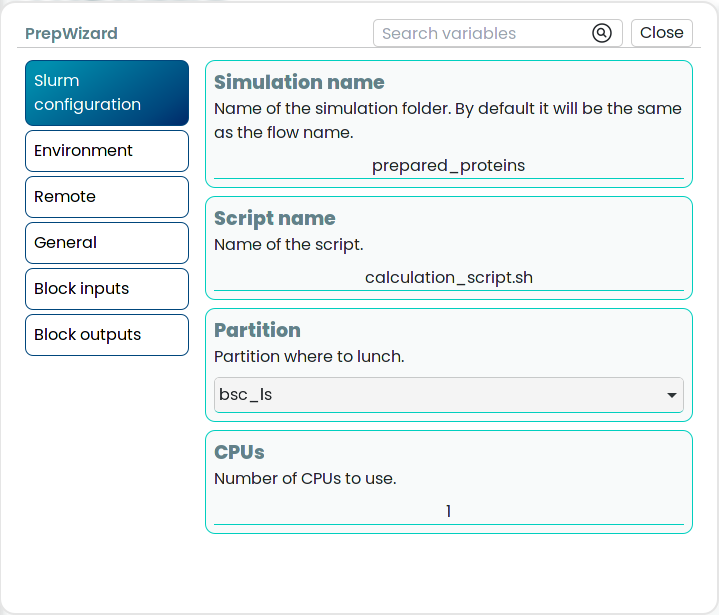 PrepWizard
Search variables
Close
Slurm
configuration
Environment
Remote
General
Block inputs
Block outputs
Simulation name
Name of the simulation folder. By default it will be the same
as the flow name.
prepared_proteins
Script name
Name of the script.
calculation_script.sh
Partition
Partition where to lunch.
bsc_ls
CPUs
Number of CPUs to use.
1